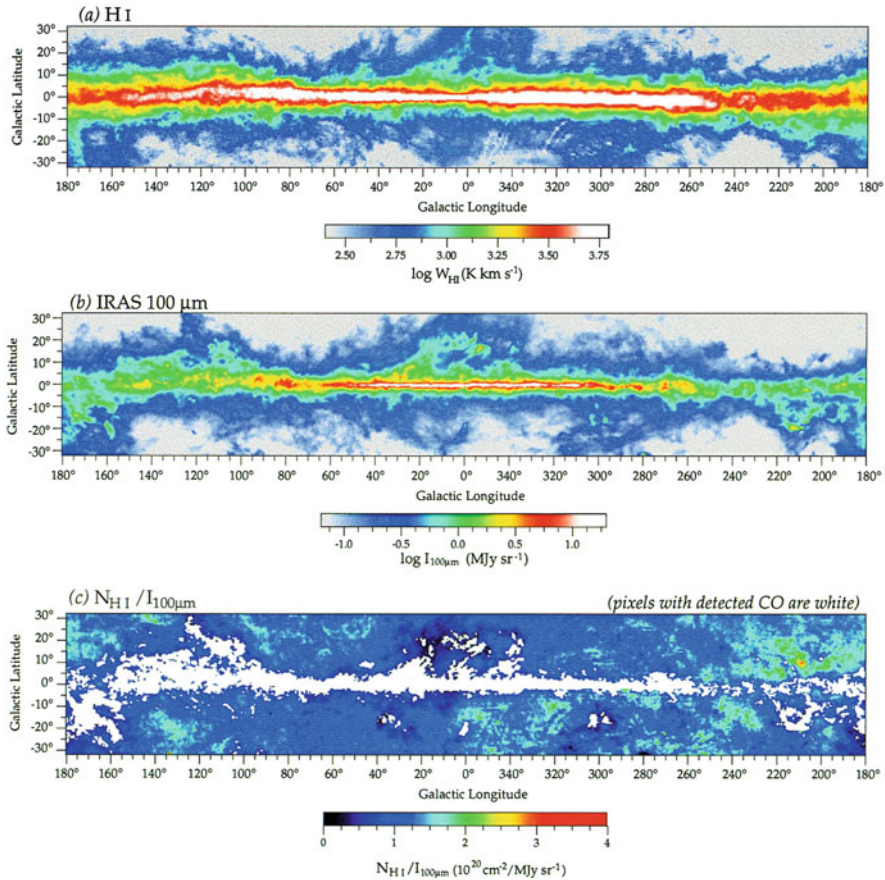 (a) H I
30°
20°
10°
0°
-10°
-20°
-30°
Galactic Latitude
180° 160° 140° 120° 100° 80° 60° 40° 20° 0° 340° 320° 300° 280° 260° 240° 220° 200° 180°
Galactic Longitude
2.50 2.75 3.00 3.25 3.50 3.75
log W_HI (K km s⁻¹)
(b) IRAS 100 μm
30°
20°
10°
0°
-10°
-20°
-30°
Galactic Latitude
180° 160° 140° 120° 100° 80° 60° 40° 20° 0° 340° 320° 300° 280° 260° 240° 220° 200° 180°
Galactic Longitude
-1.0 -0.5 0.0 0.5 1.0
log I_100μm (MJy sr⁻¹)
(c) N_H I /I_100μm (pixels with detected CO are white)
30°
20°
10°
0°
-10°
-20°
-30°
Galactic Latitude
180° 160° 140° 120° 100° 80° 60° 40° 20° 0° 340° 320° 300° 280° 260° 240° 220° 200° 180°
Galactic Longitude
0 1 2 3 4
N_H I/I_100μm (10²⁰ cm⁻²/MJy sr⁻¹)